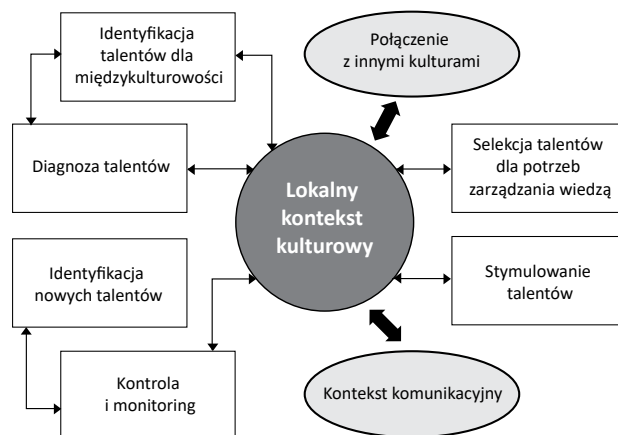 Identyfikacja
talentów dla
międzykulturowości
Połączenie
z innymi kulturami
Diagnoza talentów
Selekcja talentów
dla potrzeb
zarządzania wiedzą
Lokalny
kontekst
kulturowy
Identyfikacja
nowych talentów
Stymulowanie
talentów
Kontrola
i monitoring
Kontekst komunikacyjny